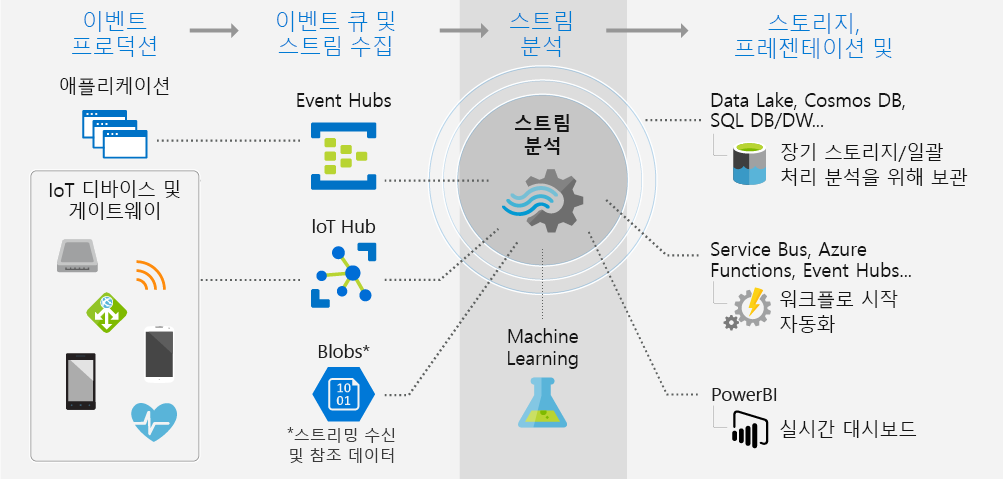 이벤트
프로덕션
이벤트 큐 및
스트림 수집
스트림
분석
스토리지,
프레젠테이션 및
애플리케이션
IoT 디바이스 및
게이트웨이
Event Hubs
IoT Hub
Blobs*
10
01
*스트리밍 수신
및 참조 데이터
스트림
분석
Machine
Learning
Data Lake, Cosmos DB,
SQL DB/DW...
장기 스토리지/일괄
처리 분석을 위해 보관
Service Bus, Azure
Functions, Event Hubs...
워크플로 시작
자동화
PowerBI
실시간 대시보드